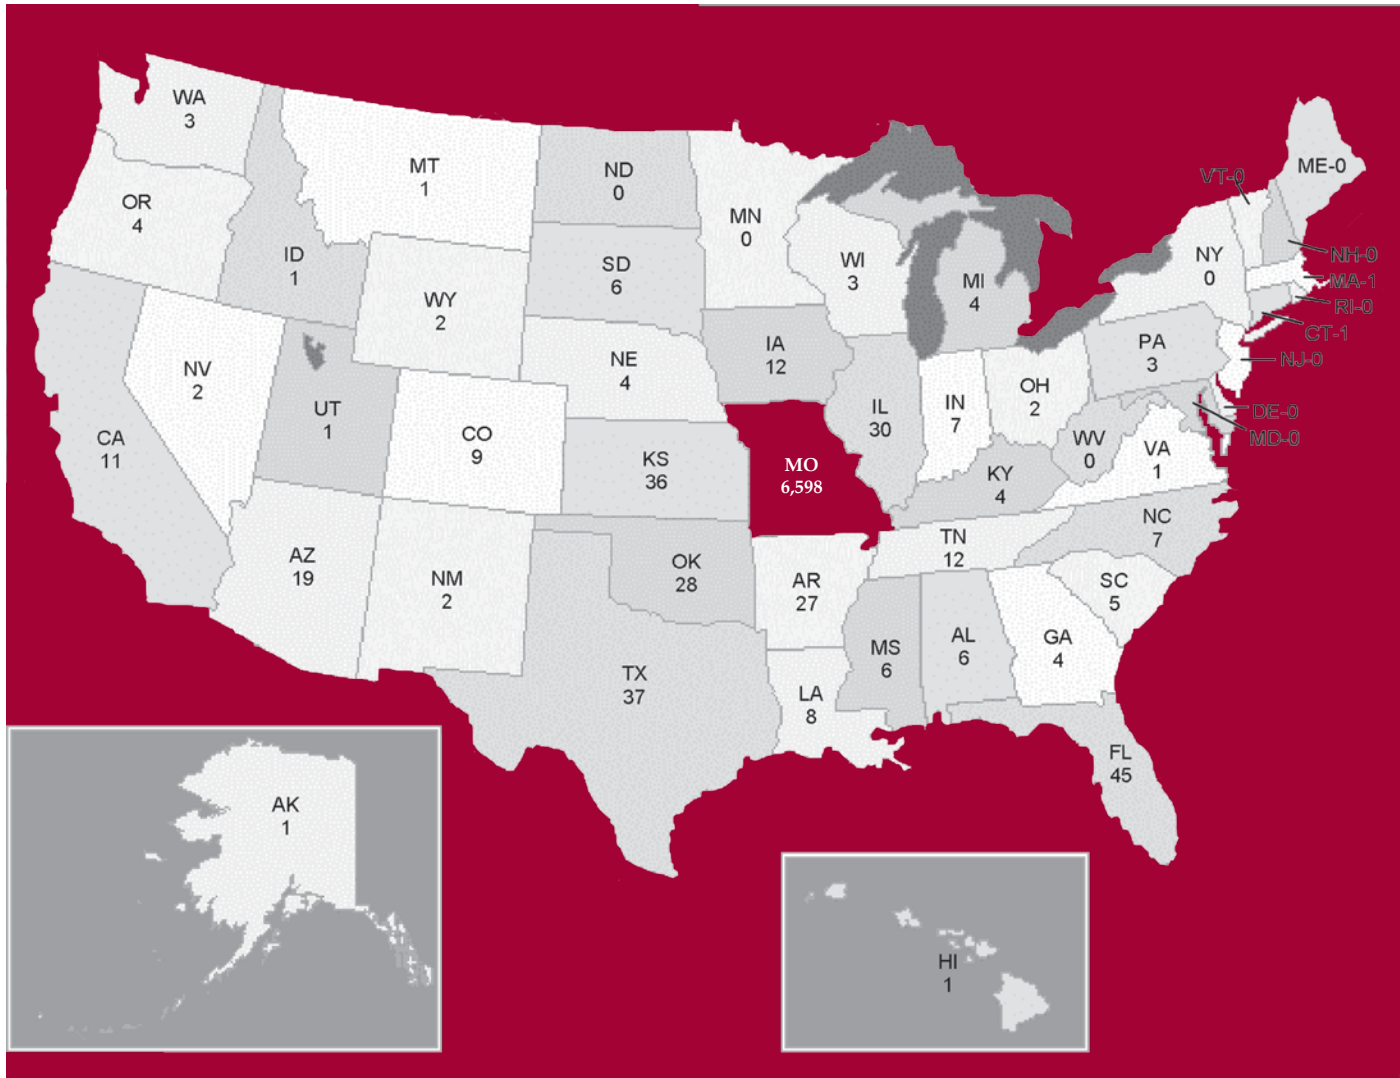 WA
3
OR
4
CA
11
NV
2
ID
1
MT
1
WY
2
UT
1
AZ
19
CO
9
NM
2
ND
0
SD
6
NE
4
KS
36
OK
28
TX
37
MN
0
IA
12
MO
6,598
AR
27
LA
8
WI
3
IL
30
MI
4
IN
7
OH
2
KY
4
TN
12
MS
6
AL
6
GA
4
FL
45
SC
5
NC
7
VA
1
WV
0
PA
3
NY
0
VT-0
ME-0
NH-0
MA-1
RI-0
CT-1
NJ-0
DE-0
MD-0
AK
1
HI
1